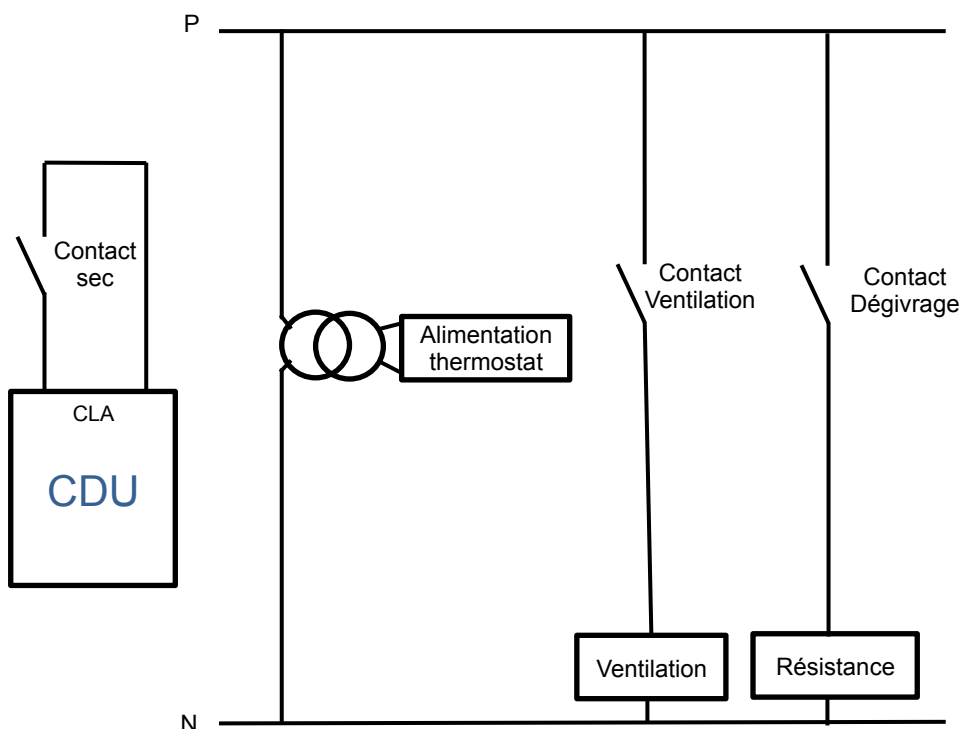 P
Contact
sec
CLA
CDU
Alimentation
thermostat
Contact
Ventilation
Contact
Dégivrage
Ventilation
Résistance
N